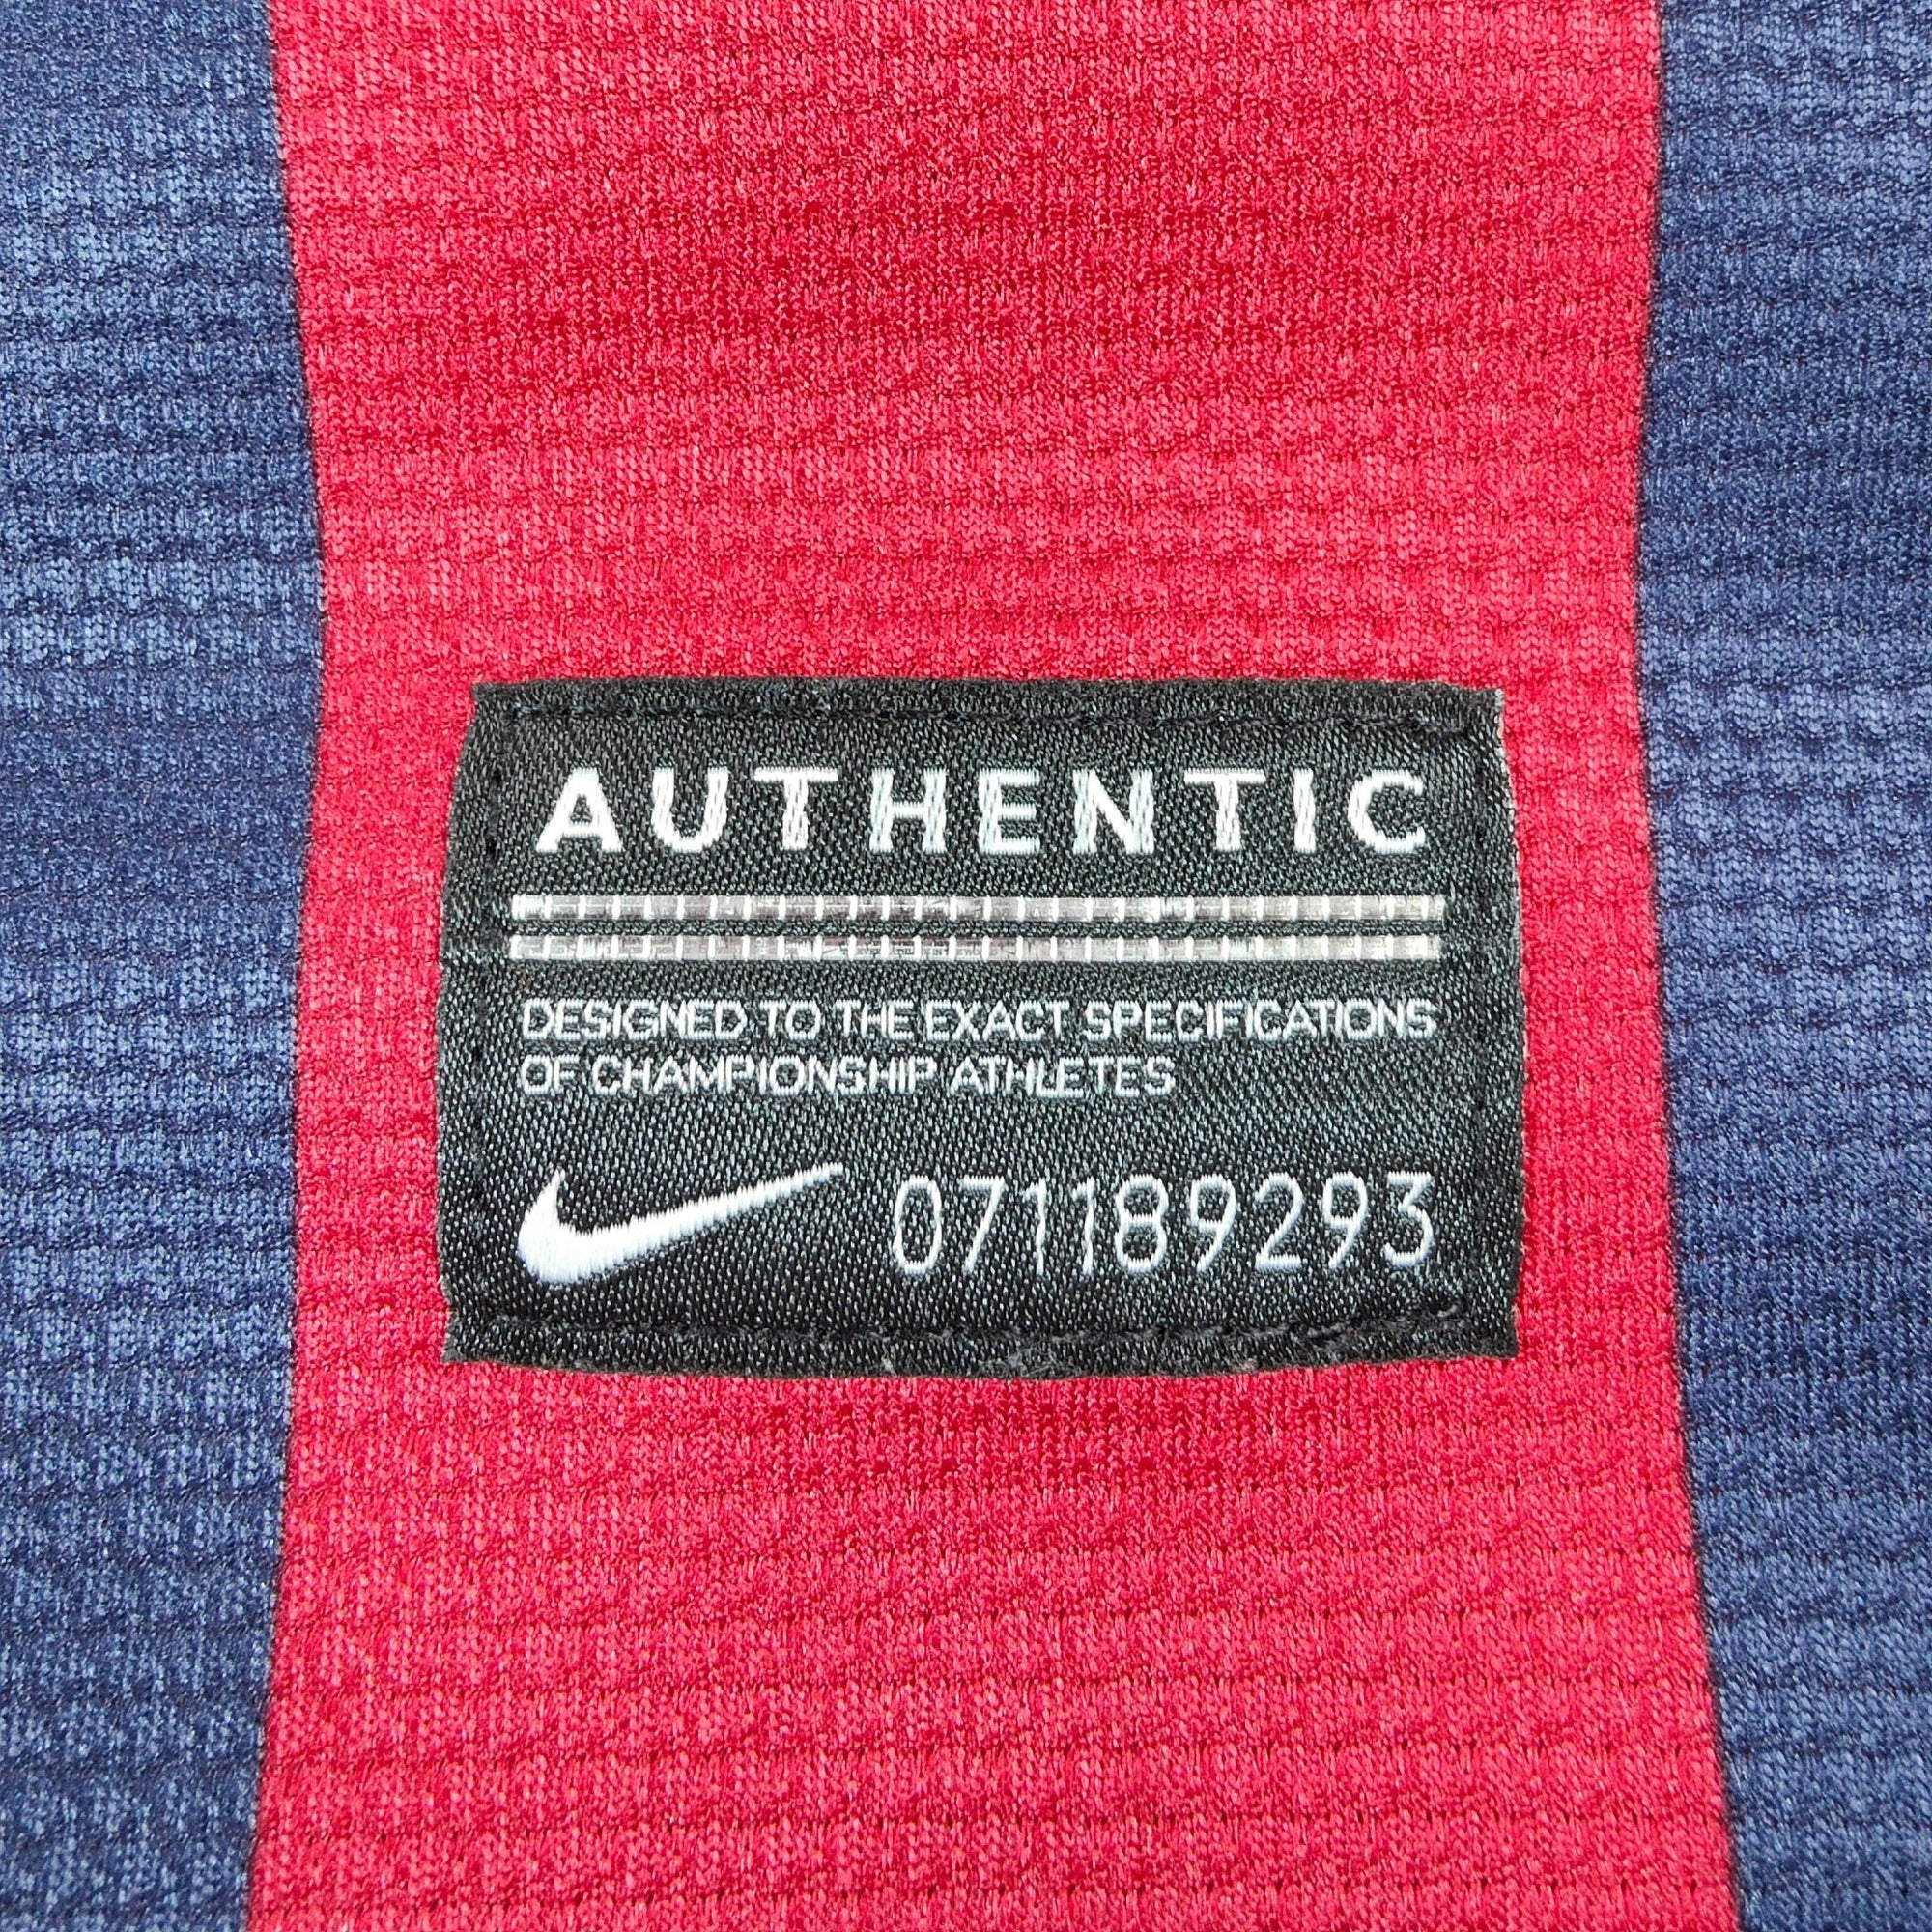 AUTHENTIC
DESIGNED TO THE EXACT SPECIFICATIONS
OF CHAMPIONSHIP ATHLETES
071189293